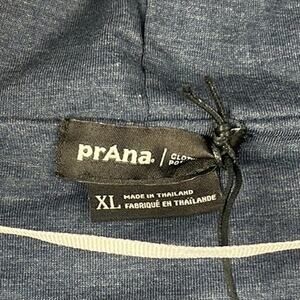 prAna. /
XL MADE IN THAILAND
FABRIQUÉ EN THAÏLANDE